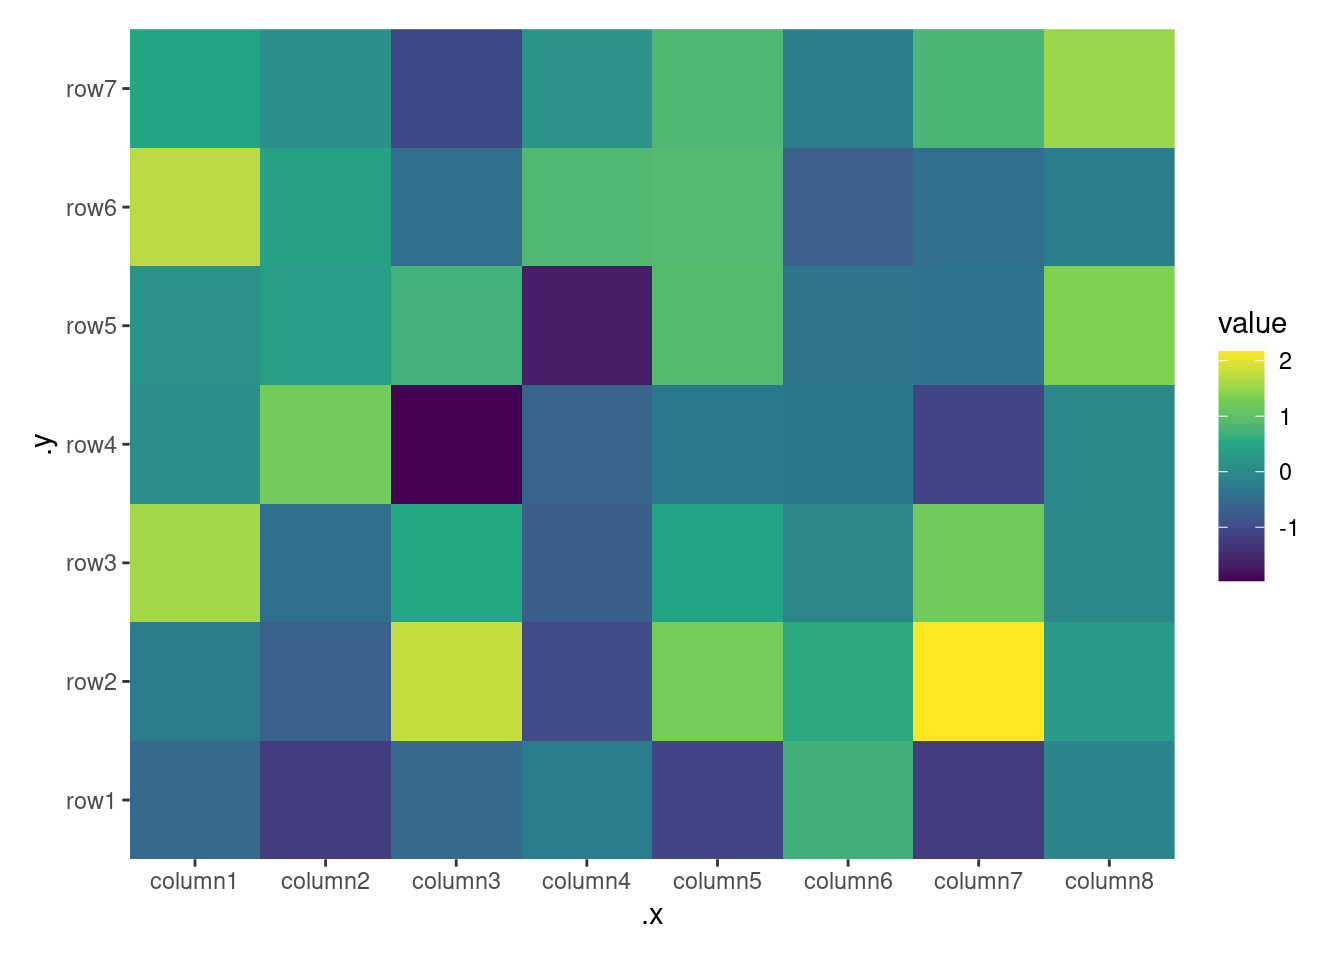 row7
row6
row5
row4
row3
row2
row1
.y
column1 column2 column3 column4 column5 column6 column7 column8
.x
value
2
1
0
-1